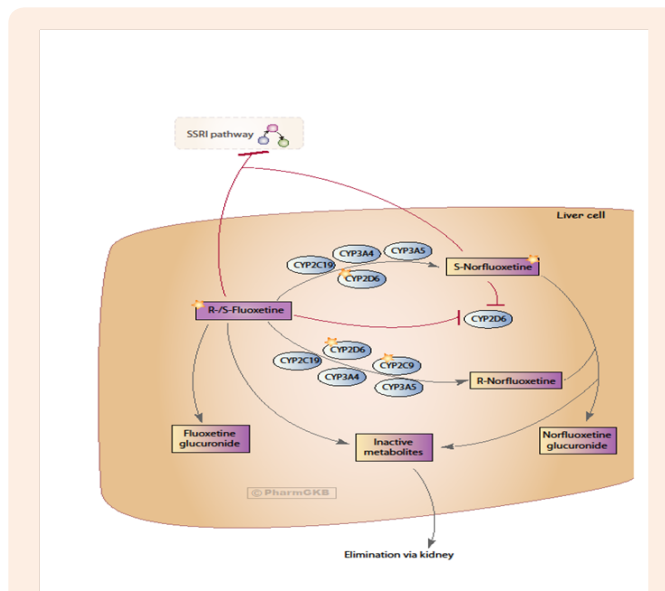 SSRI pathway
Liver cell
CYP3A4
CYP3A5
CYP2C19
CYP2D6
S-Norfluoxetine
R-/S-Fluoxetine
CYP2D6
CYP2D6
CYP2C9
CYP2C19
CYP3A4
CYP3A5
R-Norfluoxetine
Fluoxetine
glucuronide
Inactive
metabolites
Norfluoxetine
glucuronide
© PharmGKB
Elimination via kidney